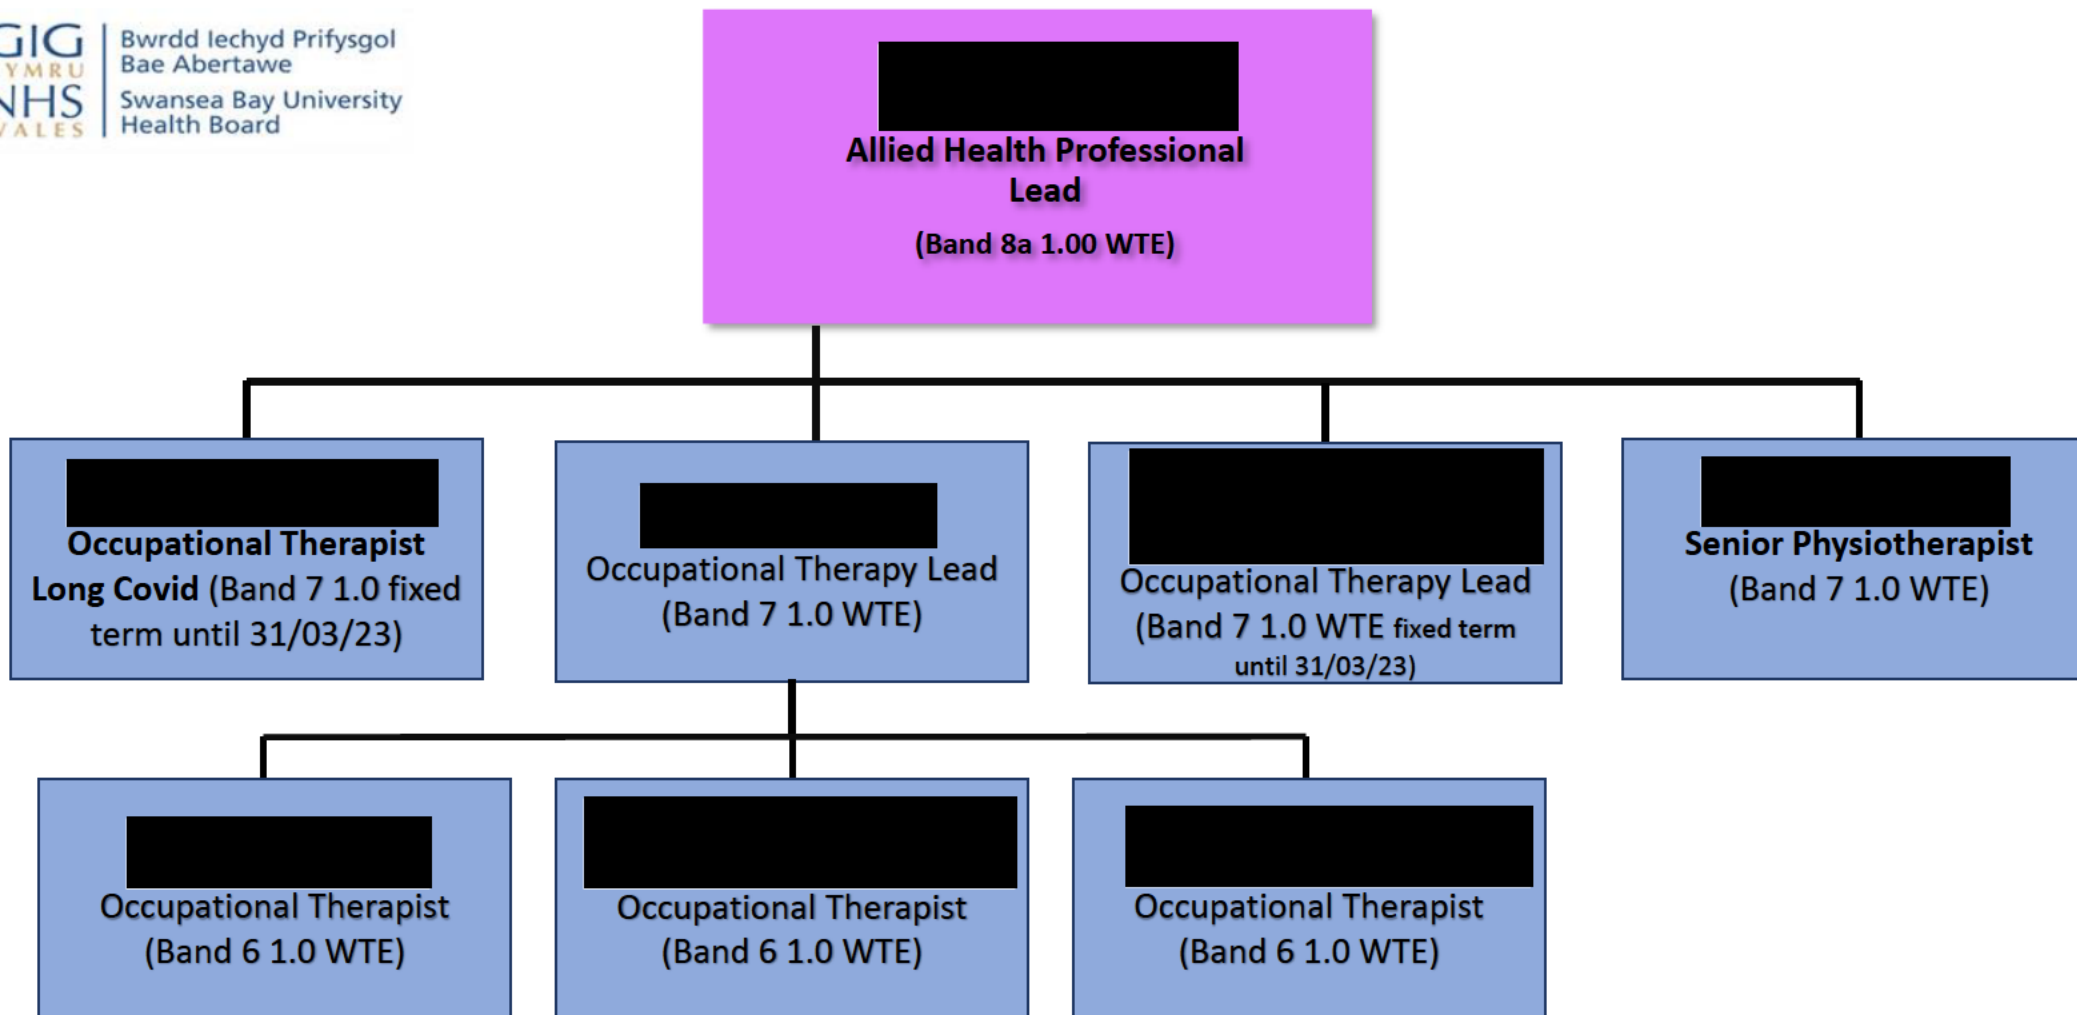 GIG
YMRU
NHS
WALES
Bwrdd Iechyd Prifysgol
Bae Abertawe
Swansea Bay University
Health Board
Allied Health Professional
Lead
(Band 8a 1.00 WTE)
Occupational Therapist
Long Covid (Band 7 1.0 fixed
term until 31/03/23)
Occupational Therapy Lead
(Band 7 1.0 WTE)
Occupational Therapy Lead
(Band 7 1.0 WTE fixed term
until 31/03/23)
Senior Physiotherapist
(Band 7 1.0 WTE)
Occupational Therapist
(Band 6 1.0 WTE)
Occupational Therapist
(Band 6 1.0 WTE)
Occupational Therapist
(Band 6 1.0 WTE)